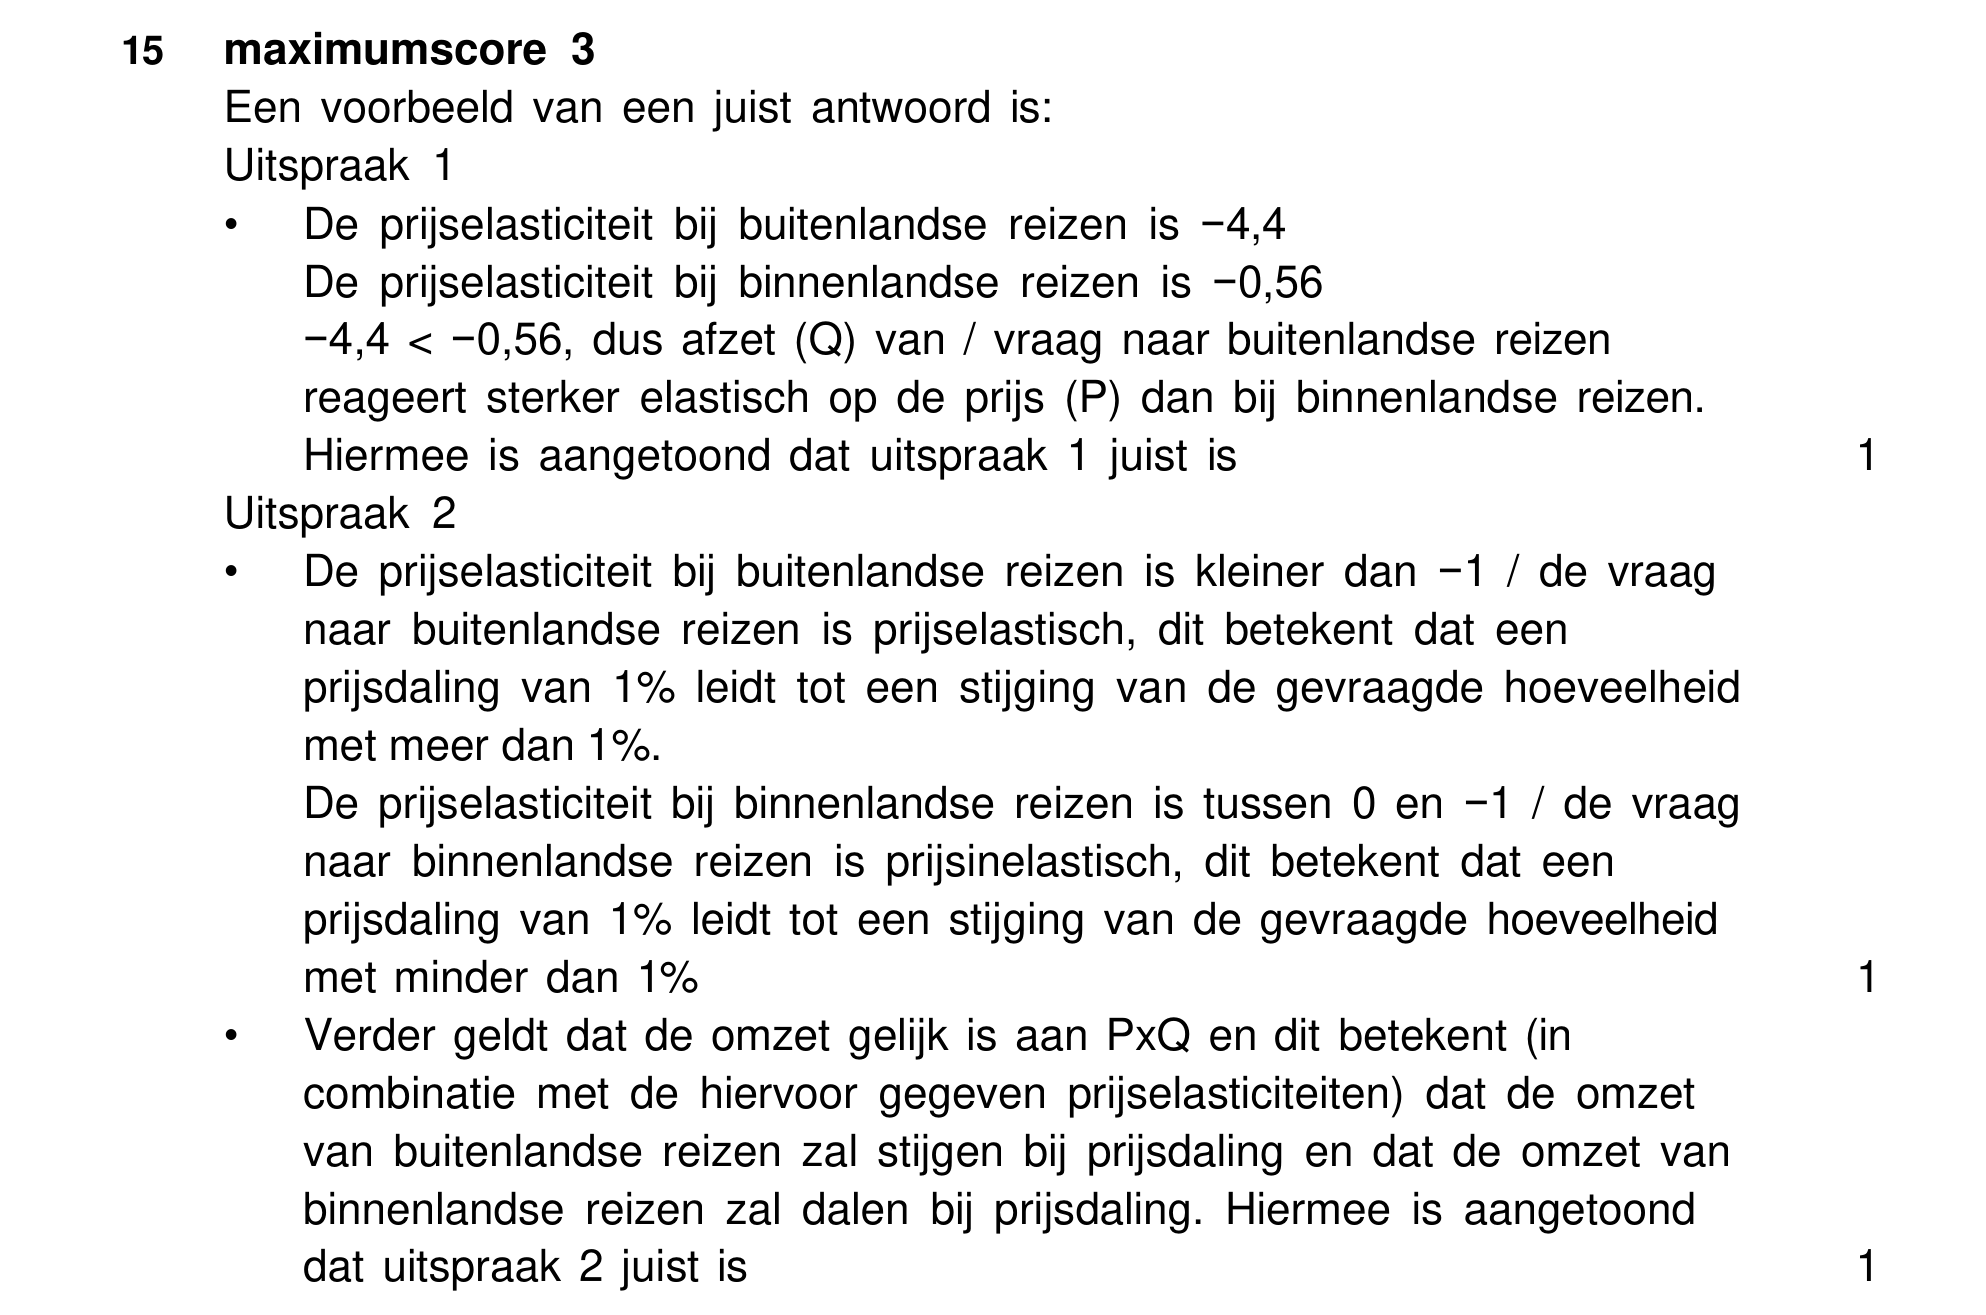 15 maximumscore 3
Een voorbeeld van een juist antwoord is:
Uitspraak 1
• De prijselasticiteit bij buitenlandse reizen is −4,4
De prijselasticiteit bij binnenlandse reizen is −0,56
−4,4 < −0,56, dus afzet (Q) van / vraag naar buitenlandse reizen
reageert sterker elastisch op de prijs (P) dan bij binnenlandse reizen.
Hiermee is aangetoond dat uitspraak 1 juist is 1
Uitspraak 2
• De prijselasticiteit bij buitenlandse reizen is kleiner dan −1 / de vraag
naar buitenlandse reizen is prijselastisch, dit betekent dat een
prijsdaling van 1% leidt tot een stijging van de gevraagde hoeveelheid
met meer dan 1%.
De prijselasticiteit bij binnenlandse reizen is tussen 0 en −1 / de vraag
naar binnenlandse reizen is prijsinelastisch, dit betekent dat een
prijsdaling van 1% leidt tot een stijging van de gevraagde hoeveelheid
met minder dan 1% 1
• Verder geldt dat de omzet gelijk is aan PxQ en dit betekent (in
combinatie met de hiervoor gegeven prijselasticiteiten) dat de omzet
van buitenlandse reizen zal stijgen bij prijsdaling en dat de omzet van
binnenlandse reizen zal dalen bij prijsdaling. Hiermee is aangetoond
dat uitspraak 2 juist is 1